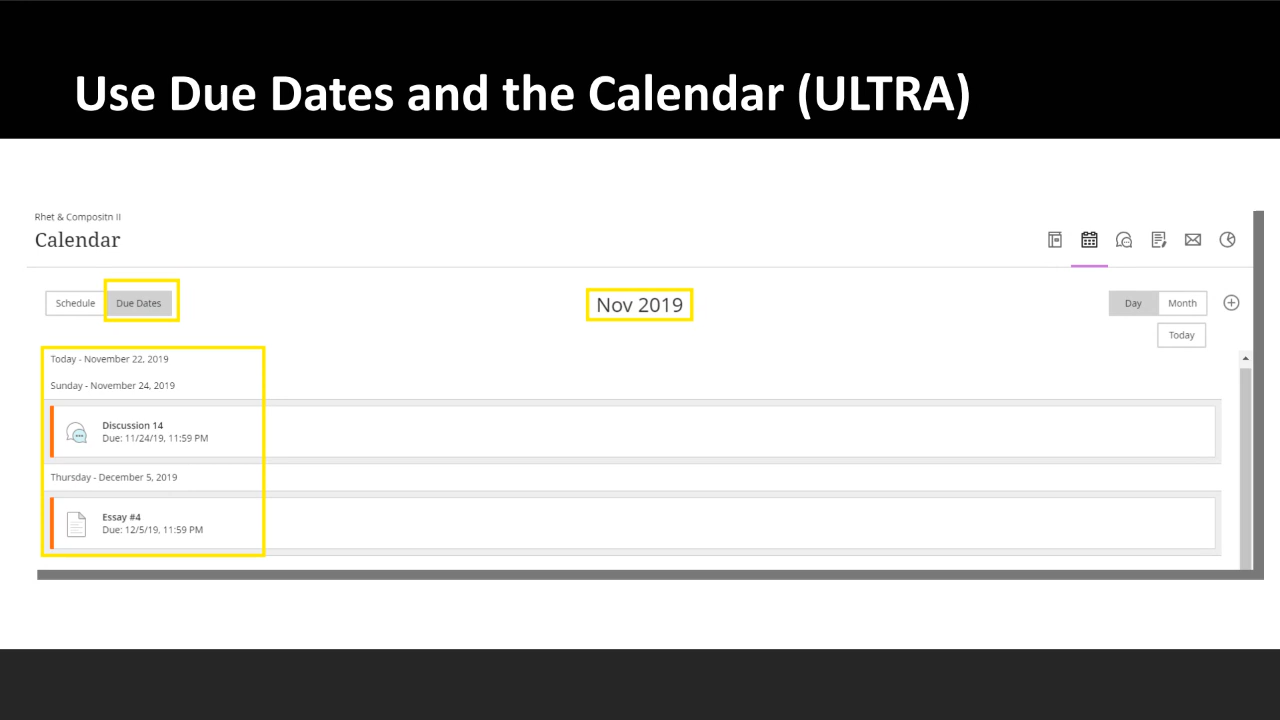 Use Due Dates and the Calendar (ULTRA)
Rhet & Compositn II
Calendar
Schedule
Due Dates
Nov 2019
Day
Month
Today
Today - November 22, 2019
Sunday - November 24, 2019
Discussion 14
Due: 11/24/19, 11:59 PM
Thursday - December 5, 2019
Essay #4
Due: 12/5/19, 11:59 PM